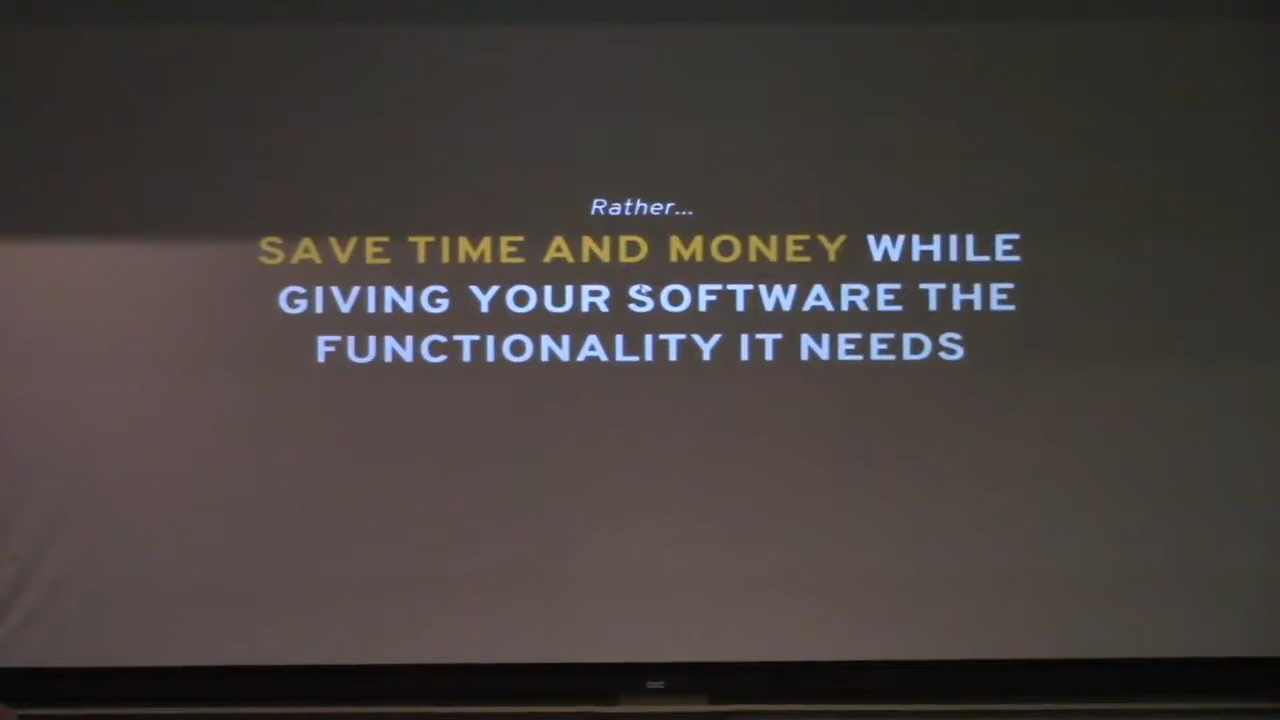 Rather...
SAVE TIME AND MONEY WHILE
GIVING YOUR SOFTWARE THE
FUNCTIONALITY IT NEEDS